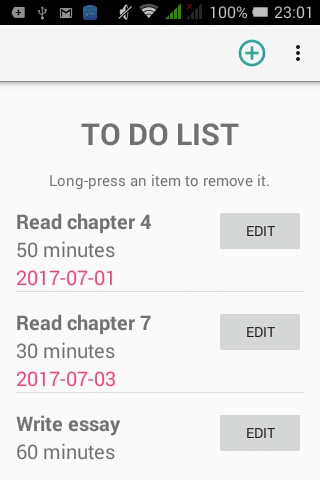 100% 23:01
TO DO LIST
Long-press an item to remove it.
Read chapter 4
50 minutes
2017-07-01
EDIT
Read chapter 7
30 minutes
2017-07-03
EDIT
Write essay
60 minutes
EDIT